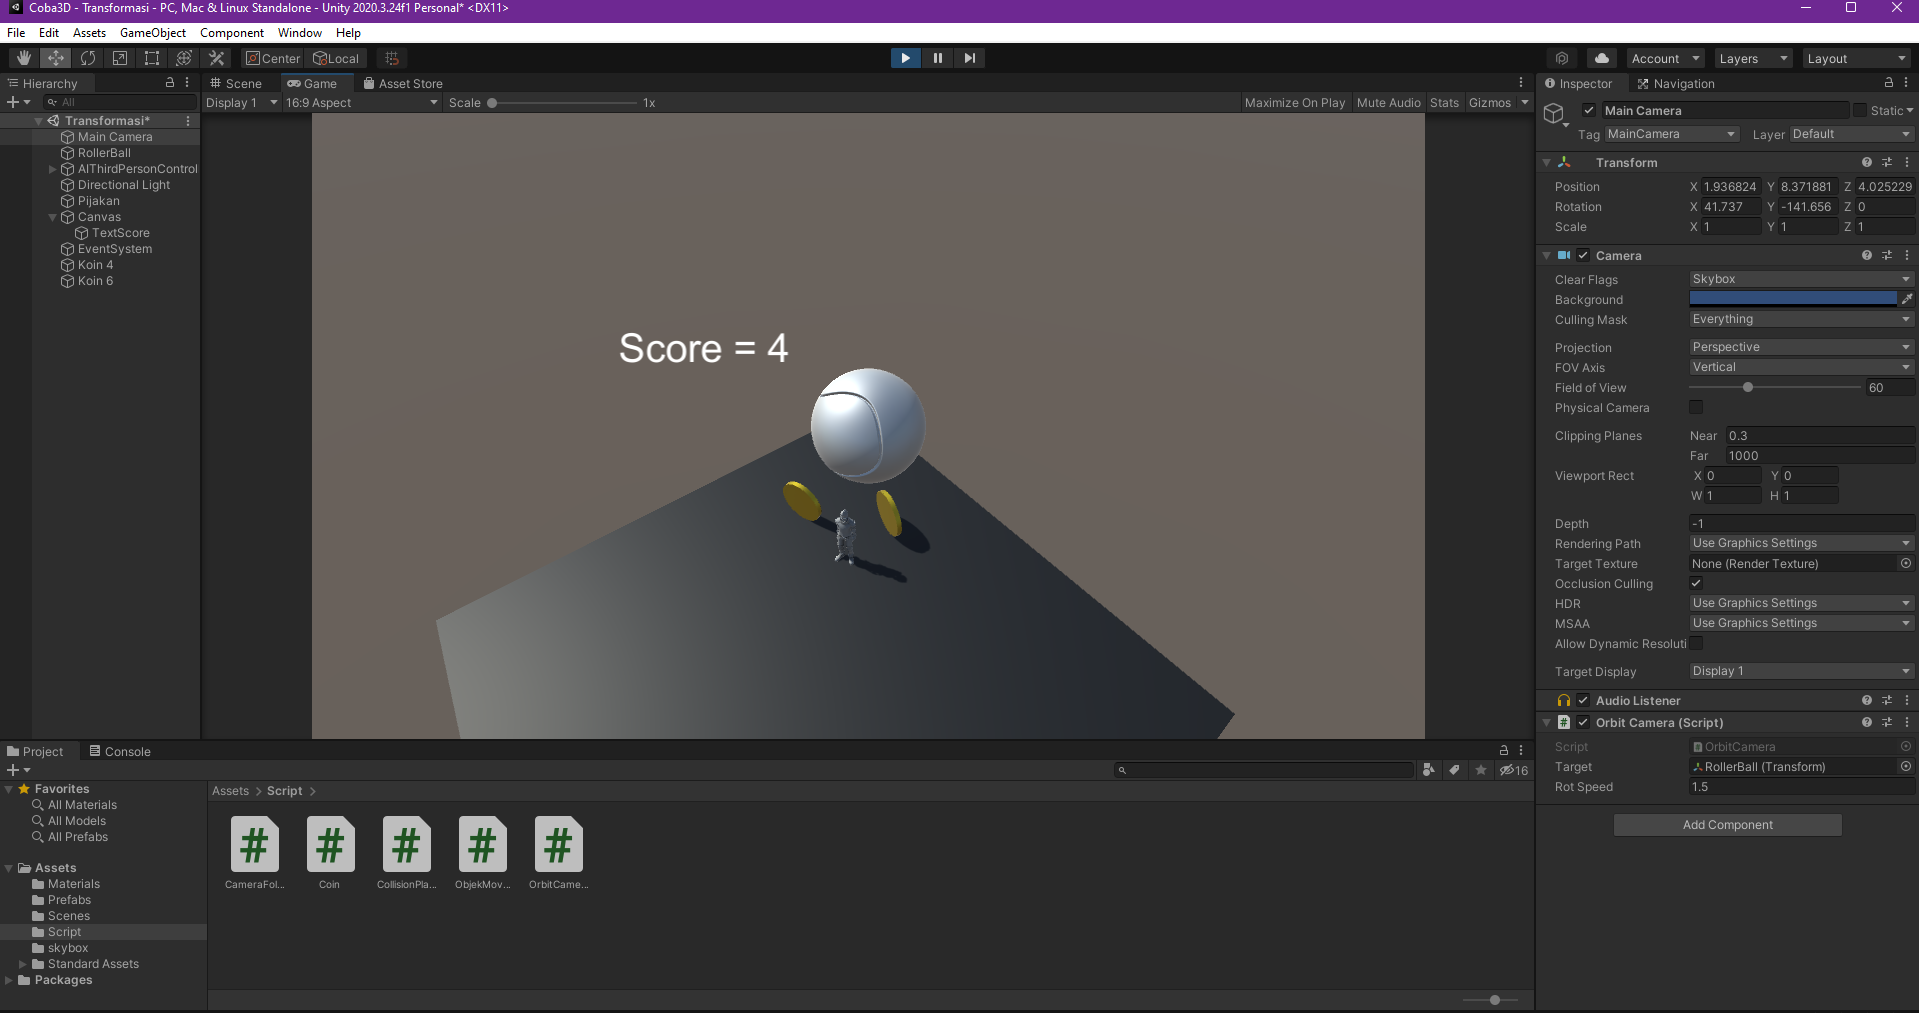 Coba3D - Transformasi - PC, Mac & Linux Standalone - Unity 2020.3.24f1 Personal* <DX11>
File Edit Assets GameObject Component Window Help
Center Local Account Layers Layout
Hierarchy
All
Transformasi*
Main Camera
RollerBall
AIThirdPersonControl
Directional Light
Pijakan
Canvas
TextScore
EventSystem
Koin 4
Koin 6
Scene Game Asset Store
Display 1 16:9 Aspect Scale 1x Maximize On Play Mute Audio Stats Gizmos
Score = 4
Inspector Navigation
Main Camera Static
Tag MainCamera Layer Default
Transform
Position X 1.936824 Y 8.371881 Z 4.025229
Rotation X 41.737 Y -141.656 Z 0
Scale X 1 Y 1 Z 1
Camera
Clear Flags Skybox
Background
Culling Mask Everything
Projection Perspective
FOV Axis Vertical
Field of View 60
Physical Camera
Clipping Planes Near 0.3
Far 1000
Viewport Rect X 0 Y 0
W 1 H 1
Depth -1
Rendering Path Use Graphics Settings
Target Texture None (Render Texture)
Occlusion Culling
HDR Use Graphics Settings
MSAA Use Graphics Settings
Allow Dynamic Resoluti
Target Display Display 1
Audio Listener
Orbit Camera (Script)
Script OrbitCamera
Target RollerBall (Transform)
Rot Speed 1.5
Add Component
Project Console
16
Favorites
All Materials
All Models
All Prefabs
Assets
Materials
Prefabs
Scenes
Script
skybox
Standard Assets
Packages
Assets > Script >
CameraFol... Coin CollisionPla... ObjekMov... OrbitCame...